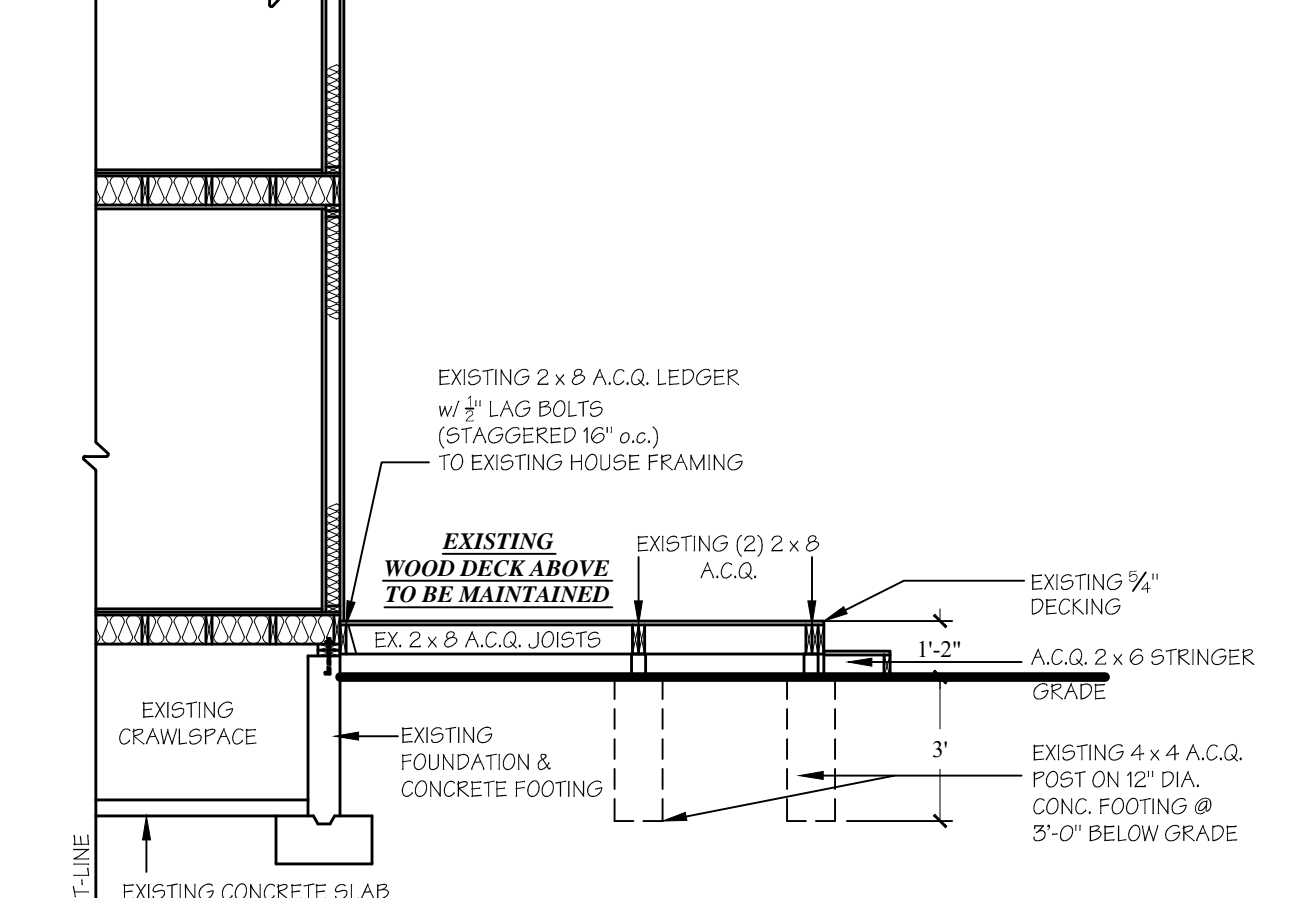 EXISTING 2 x 8 A.C.Q. LEDGER
w/ ½" LAG BOLTS
(STAGGERED 16" o.c.)
TO EXISTING HOUSE FRAMING
EXISTING
WOOD DECK ABOVE
TO BE MAINTAINED
EXISTING (2) 2 x 8
A.C.Q.
EXISTING 5/4"
DECKING
EX. 2 x 8 A.C.Q. JOISTS
1'-2"
A.C.Q. 2 x 6 STRINGER
GRADE
EXISTING
CRAWLSPACE
EXISTING
FOUNDATION &
CONCRETE FOOTING
3'
EXISTING 4 x 4 A.C.Q.
POST ON 12" DIA.
CONC. FOOTING @
3'-0" BELOW GRADE
T-LINE
EXISTING CONCRETE SLAB